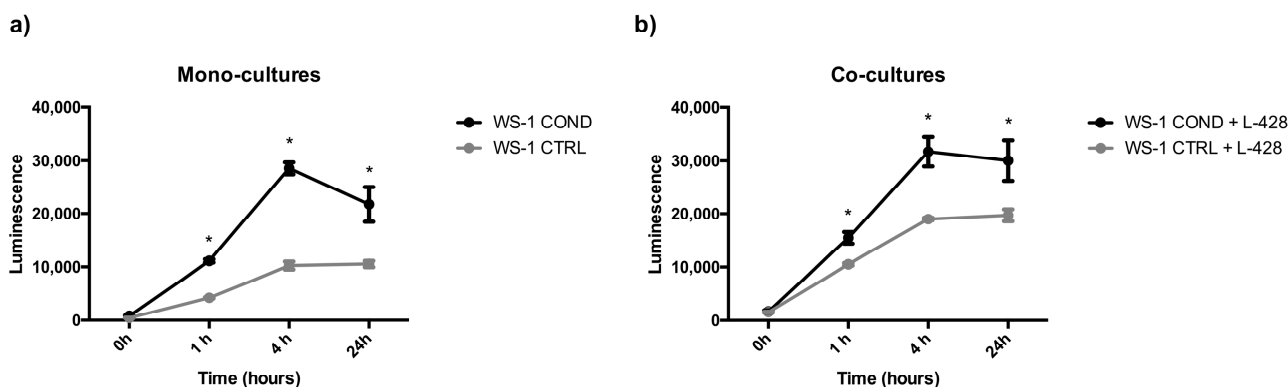 a)
Mono-cultures
40,000
30,000
20,000
10,000
0
Luminescence
*
*
*
0h
1 h
4 h
24h
Time (hours)
WS-1 COND
WS-1 CTRL
b)
Co-cultures
40,000
30,000
20,000
10,000
0
Luminescence
*
*
*
0h
1 h
4 h
24h
Time (hours)
WS-1 COND + L-428
WS-1 CTRL + L-428